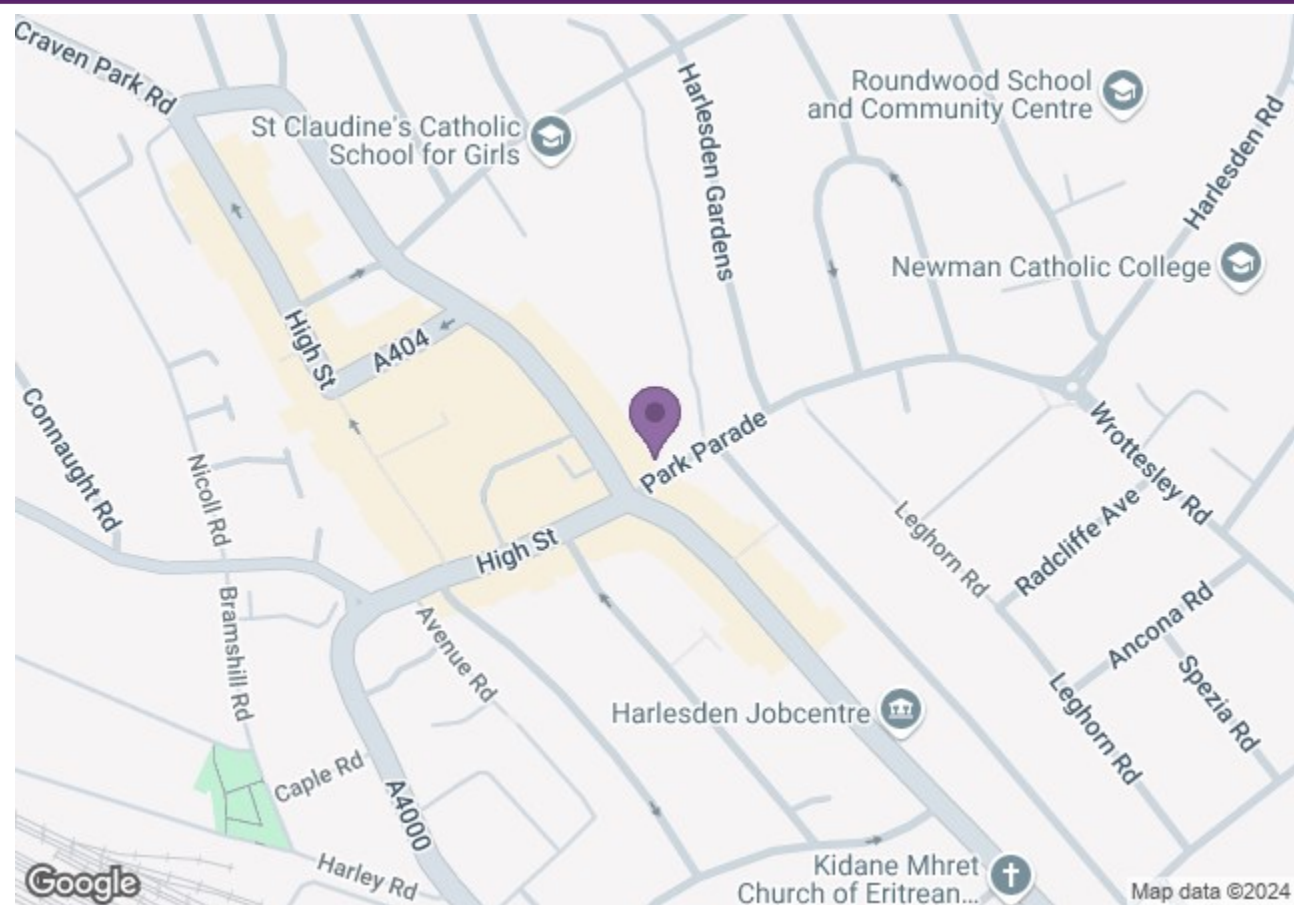 Craven Park Rd
St Claudine's Catholic
School for Girls
Harlesden Gardens
Roundwood School
and Community Centre
Harlesden Rd
Newman Catholic College
High St
A404
Connaught Rd
Nicoll Rd
Park Parade
Wrottesley Rd
Leghorn Rd
Radcliffe Ave
High St
Bramshill Rd
Avenue Rd
Ancona Rd
Spezia Rd
Leghorn Rd
Harlesden Jobcentre
Caple Rd
A4000
Harley Rd
Kidane Mhret
Church of Eritrean...
Google
Map data ©2024